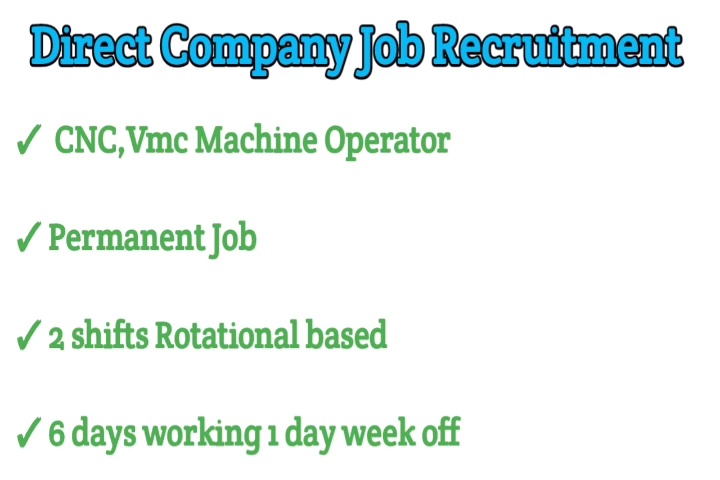 Direct Company Job Recruitment
✓ CNC,Vmc Machine Operator
✓ Permanent Job
✓ 2 shifts Rotational based
✓ 6 days working 1 day week off